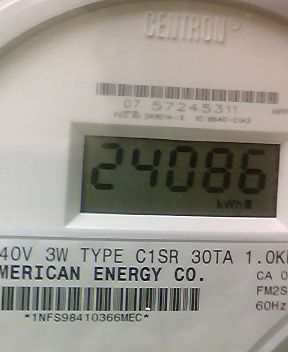 CENTRON®
07 57245311
24086
kWh
40V 3W TYPE C1SR 30TA 1.0K
MERICAN ENERGY CO.
CA 0
FM2S
60Hz
*1NFS98410366MEC*